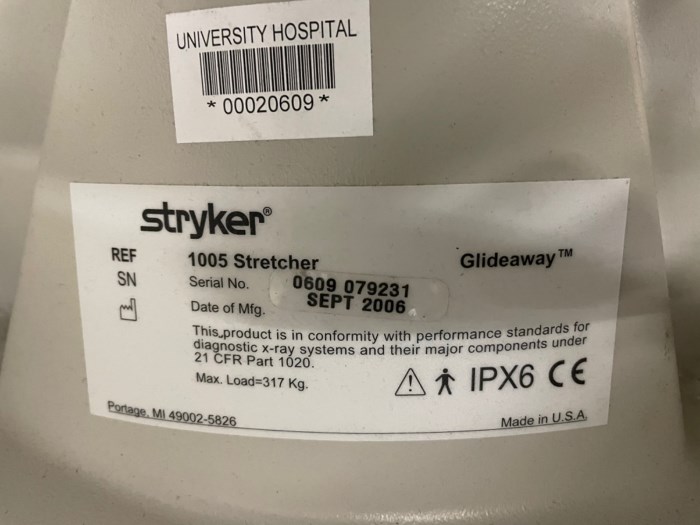 UNIVERSITY HOSPITAL
*00020609*
stryker®
REF 1005 Stretcher Glideaway™
SN Serial No. 0609 079231
Date of Mfg. SEPT 2006
This product is in conformity with performance standards for
diagnostic x-ray systems and their major components under
21 CFR Part 1020.
Max. Load=317 Kg. IPX6 CE
Portage, MI 49002-5826 Made in U.S.A.